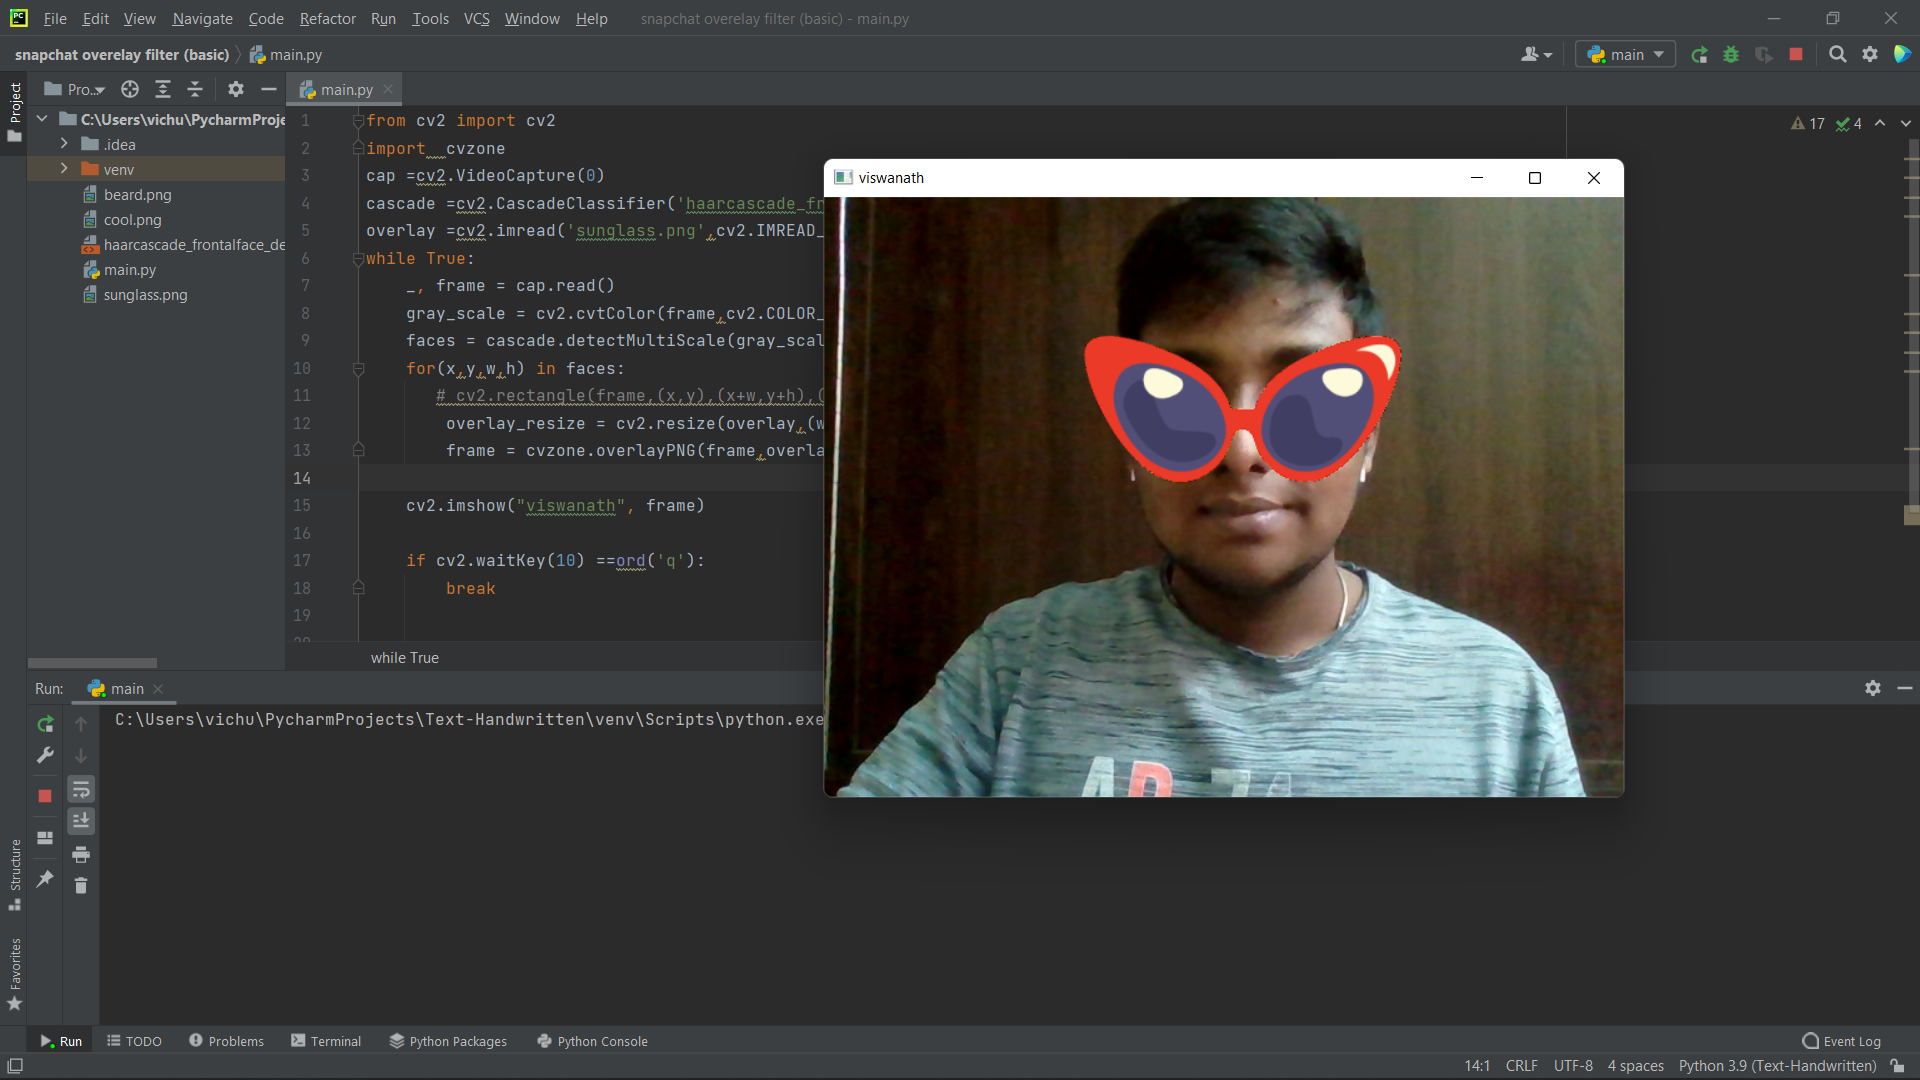 File Edit View Navigate Code Refactor Run Tools VCS Window Help snapchat overelay filter (basic) - main.py
snapchat overelay filter (basic) main.py
main
Project
Pro..
main.py
C:\Users\vichu\PycharmProje
.idea
venv
beard.png
cool.png
haarcascade_frontalface_de
main.py
sunglass.png
17 4
1 from cv2 import cv2
2 import  cvzone
3 cap =cv2.VideoCapture(0)
4 cascade =cv2.CascadeClassifier('haarcascade_fr
5 overlay =cv2.imread('sunglass.png',cv2.IMREAD_
6 while True:
7 _, frame = cap.read()
8 gray_scale = cv2.cvtColor(frame,cv2.COLOR_
9 faces = cascade.detectMultiScale(gray_scal
10 for(x,y,w,h) in faces:
11 # cv2.rectangle(frame,(x,y),(x+w,y+h),(
12 overlay_resize = cv2.resize(overlay,(w
13 frame = cvzone.overlayPNG(frame,overla
14
15 cv2.imshow("viswanath", frame)
16
17 if cv2.waitKey(10) ==ord('q'):
18 break
19
while True
viswanath
Run: main
C:\Users\vichu\PycharmProjects\Text-Handwritten\venv\Scripts\python.exe
Structure
Favorites
Run TODO Problems Terminal Python Packages Python Console Event Log
14:1 CRLF UTF-8 4 spaces Python 3.9 (Text-Handwritten)